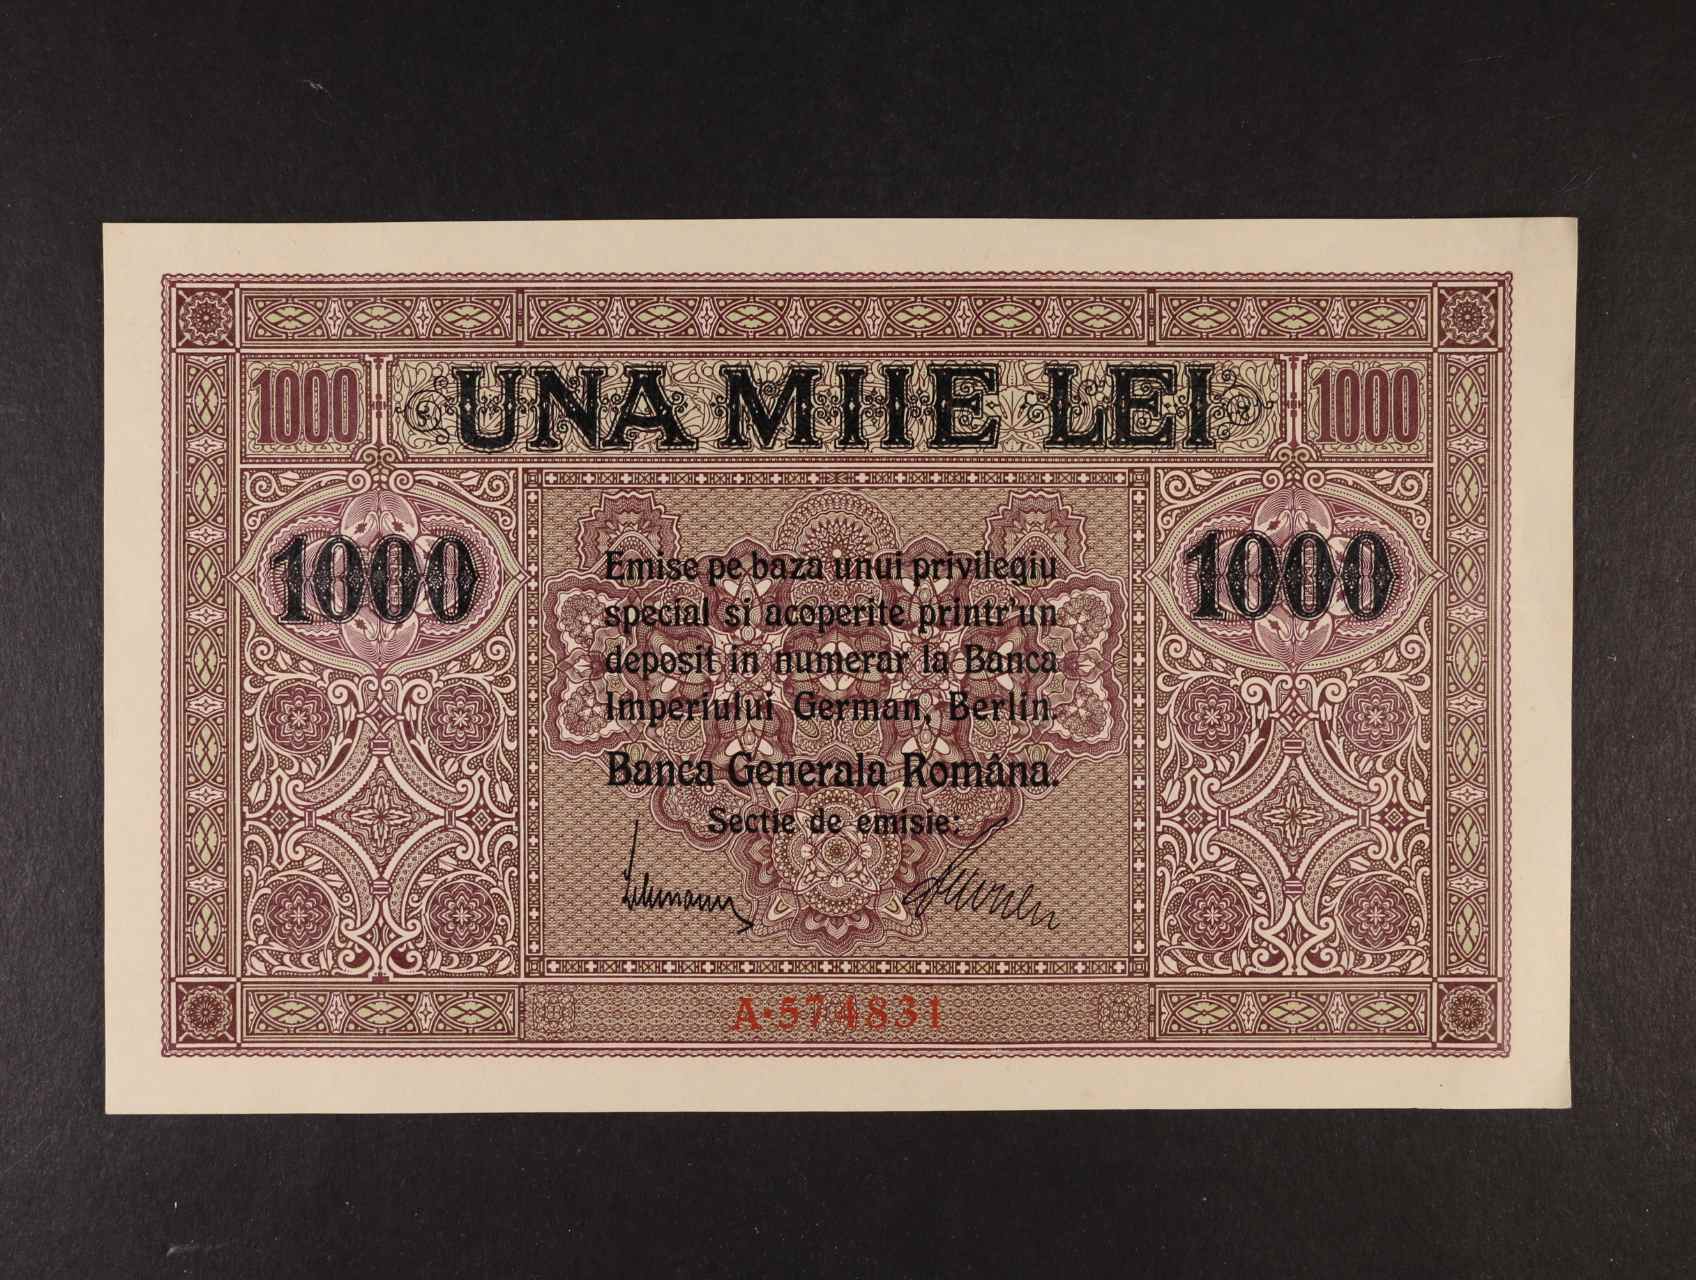 1000 UNA MIIE LEI 1000
1000 1000
Emise pe baza unui privilegiu
special si acoperite printr'un
deposit in numerar la Banca
Imperiului German, Berlin.
Banca Generala Română.
Sectie de emisie:
A·574831